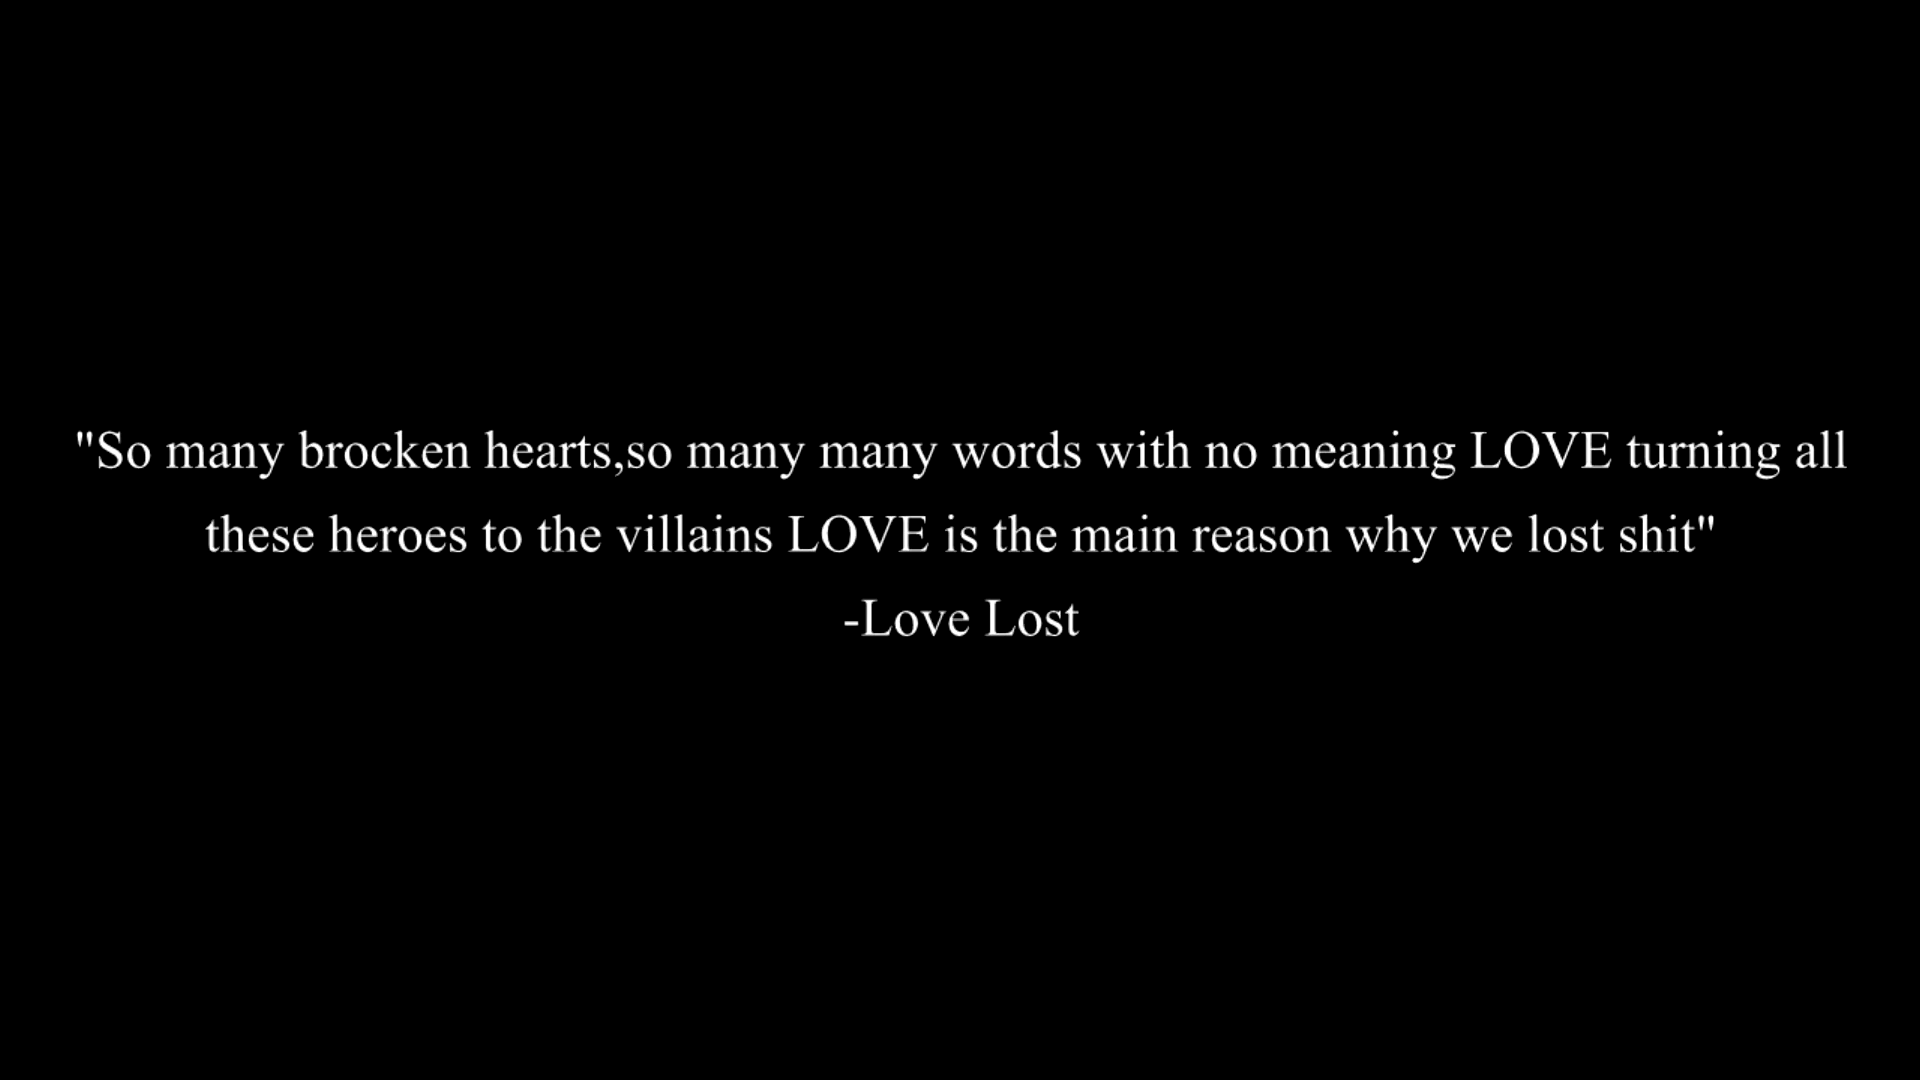 "So many brocken hearts,so many many words with no meaning LOVE turning all
these heroes to the villains LOVE is the main reason why we lost shit"
-Love Lost